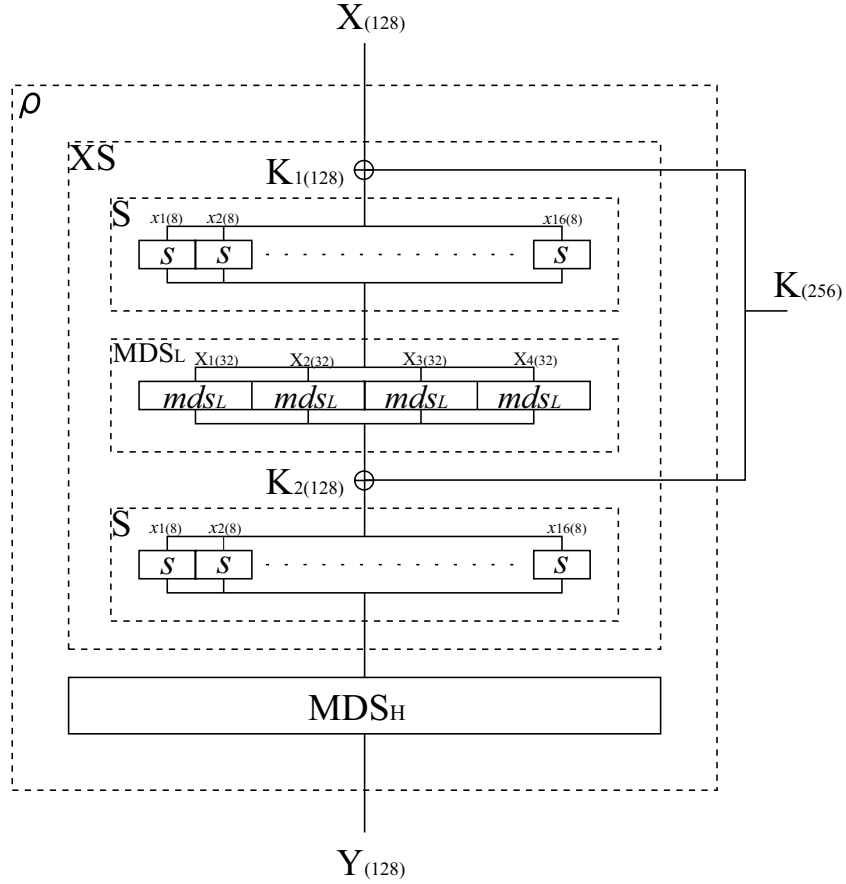 X(128)
ρ
XS
K1(128)
S
x1(8) x2(8) x16(8)
s s . . . . . . . . . . . . . . . s
K(256)
MDSL
X1(32) X2(32) X3(32) X4(32)
mdsL mdsL mdsL mdsL
K2(128)
S
x1(8) x2(8) x16(8)
s s . . . . . . . . . . . . . . . s
MDSH
Y(128)